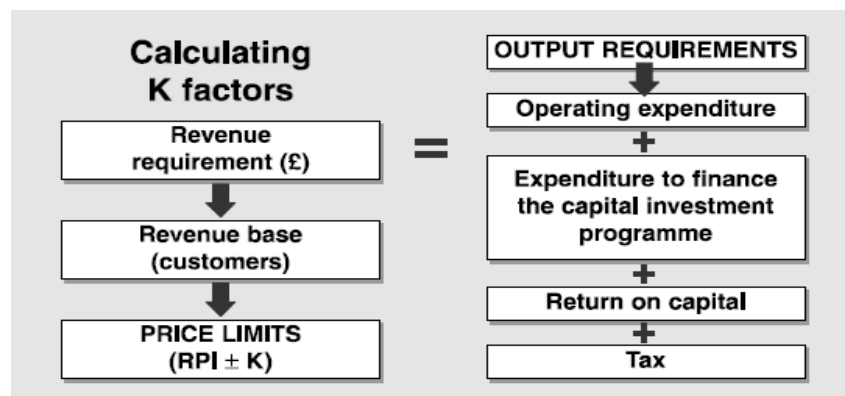 Calculating
K factors
Revenue
requirement (£)
Revenue base
(customers)
PRICE LIMITS
(RPI ± K)
=
OUTPUT REQUIREMENTS
Operating expenditure
+
Expenditure to finance
the capital investment
programme
+
Return on capital
+
Tax